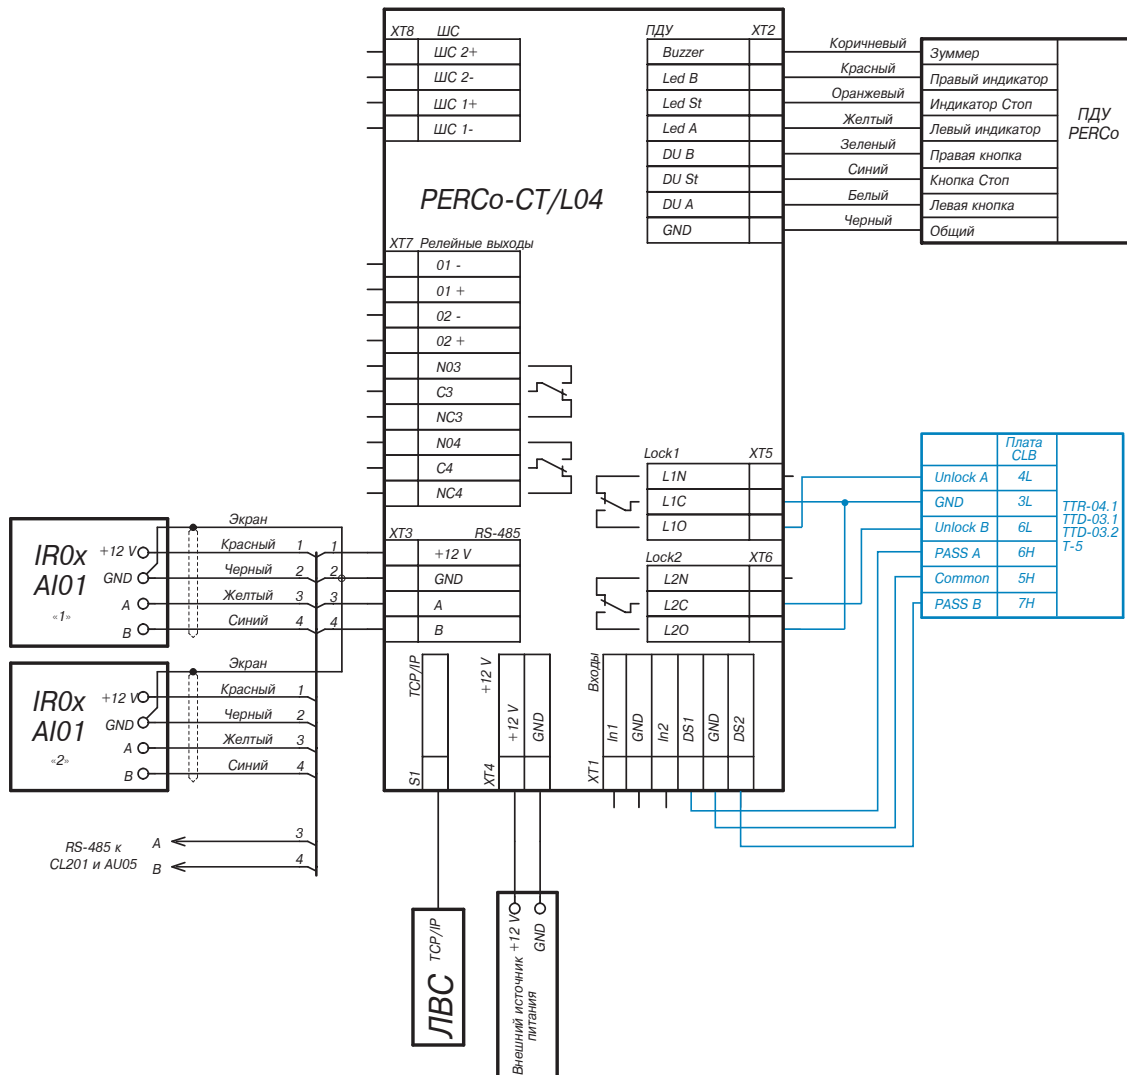 XT8 ШС
ШС 2+
ШС 2-
ШС 1+
ШС 1-
ПДУ XT2
Buzzer
Led B
Led St
Led A
DU B
DU St
DU A
GND
Коричневый
Красный
Оранжевый
Желтый
Зеленый
Синий
Белый
Черный
Зуммер
Правый индикатор
Индикатор Стоп
Левый индикатор
Правая кнопка
Кнопка Стоп
Левая кнопка
Общий
ПДУ
PERCo
PERCo-CT/L04
XT7 Релейные выходы
01 -
01 +
02 -
02 +
N03
C3
NC3
N04
C4
NC4
Lock1 XT5
L1N
L1C
L1O
Lock2 XT6
L2N
L2C
L2O
Плата
CLB
Unlock A 4L
GND 3L
Unlock B 6L
PASS A 6H
Common 5H
PASS B 7H
TTR-04.1
TTD-03.1
TTD-03.2
T-5
XT3 RS-485
+12 V
GND
A
B
IR0x
AI01
«1»
+12 V
GND
A
B
Экран
Красный 1 1
Черный 2 2
Желтый 3 3
Синий 4 4
IR0x
AI01
«2»
+12 V
GND
A
B
Экран
Красный 1
Черный 2
Желтый 3
Синий 4
RS-485 к
CL201 и AU05
A 3
B 4
S1 TCP/IP
XT4 +12 V
+12 V
GND
XT1 Входы
In1
GND
In2
DS1
GND
DS2
ЛВС TCP/IP
Внешний источник
питания
+12 V
GND